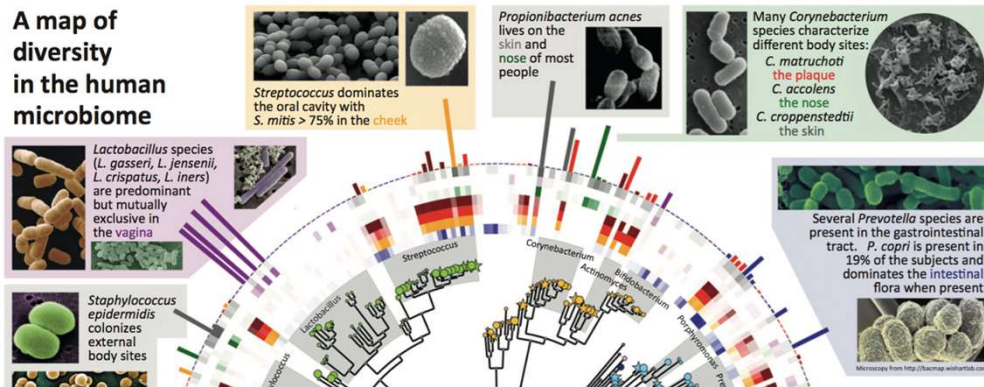 A map of
diversity
in the human
microbiome
Streptococcus dominates
the oral cavity with
S. mitis > 75% in the cheek
Propionibacterium acnes
lives on the
skin and
nose of most
people
Many Corynebacterium
species characterize
different body sites:
C. matruchoti
the plaque
C. accolens
the nose
C. croppenstedtii
the skin
Lactobacillus species
(L. gasseri, L. jensenii,
L. crispatus, L. iners)
are predominant
but mutually
exclusive in
the vagina
Several Prevotella species are
present in the gastrointestinal
tract. P. copri is present in
19% of the subjects and
dominates the intestinal
flora when present
Microscopy from http://bacmap.wishartlab.com
Staphylococcus
epidermidis
colonizes
external
body sites
Lactobacillus
Streptococcus
Corynebacterium
Actinomyces
Bifidobacterium
Porphyromonas